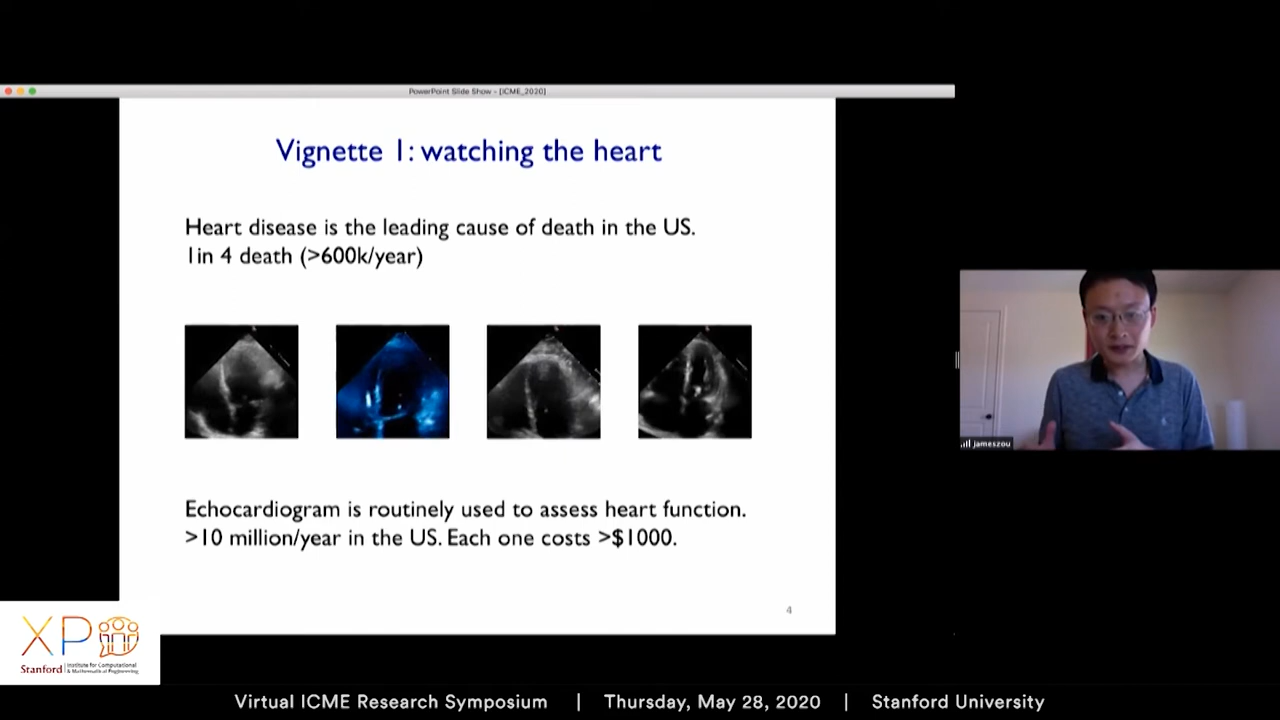 PowerPoint Slide Show - [ICME_2020]
Vignette 1: watching the heart
Heart disease is the leading cause of death in the US.
1in 4 death (>600k/year)
Echocardiogram is routinely used to assess heart function.
>10 million/year in the US. Each one costs >$1000.
4
jameszou
XPO
Stanford
Institute for Computational
& Mathematical Engineering
Virtual ICME Research Symposium | Thursday, May 28, 2020 | Stanford University